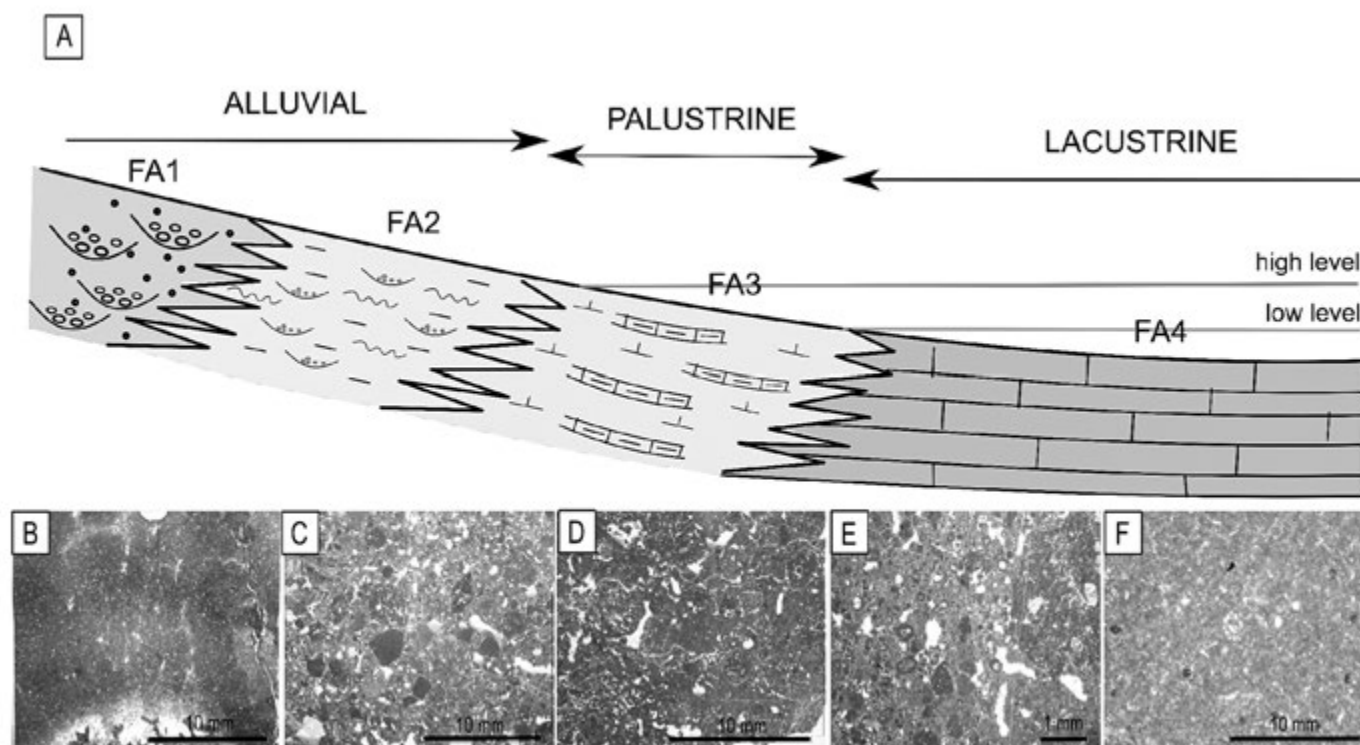 A
ALLUVIAL
PALUSTRINE
LACUSTRINE
FA1
FA2
FA3
FA4
high level
low level
B
10 mm
C
10 mm
D
10 mm
E
1 mm
F
10 mm